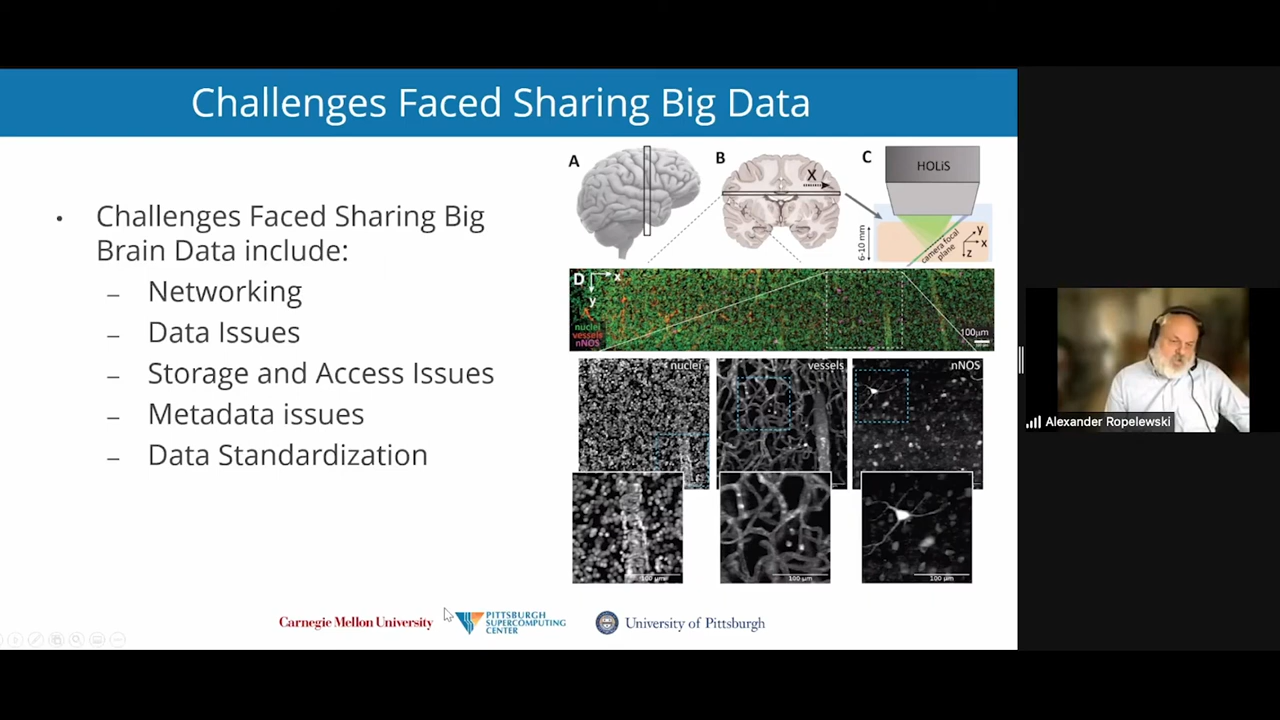 Challenges Faced Sharing Big Data
• Challenges Faced Sharing Big
Brain Data include:
– Networking
– Data Issues
– Storage and Access Issues
– Metadata issues
– Data Standardization
A
B
X
C
HOLiS
6-10 mm
camera focal
plane
y
x
z
D
x
y
nuclei
vessels
nNOS
100μm
nuclei
vessels
nNOS
100 μm
100 μm
100 μm
Carnegie Mellon University
PITTSBURGH
SUPERCOMPUTING
CENTER
University of Pittsburgh
Alexander Ropelewski